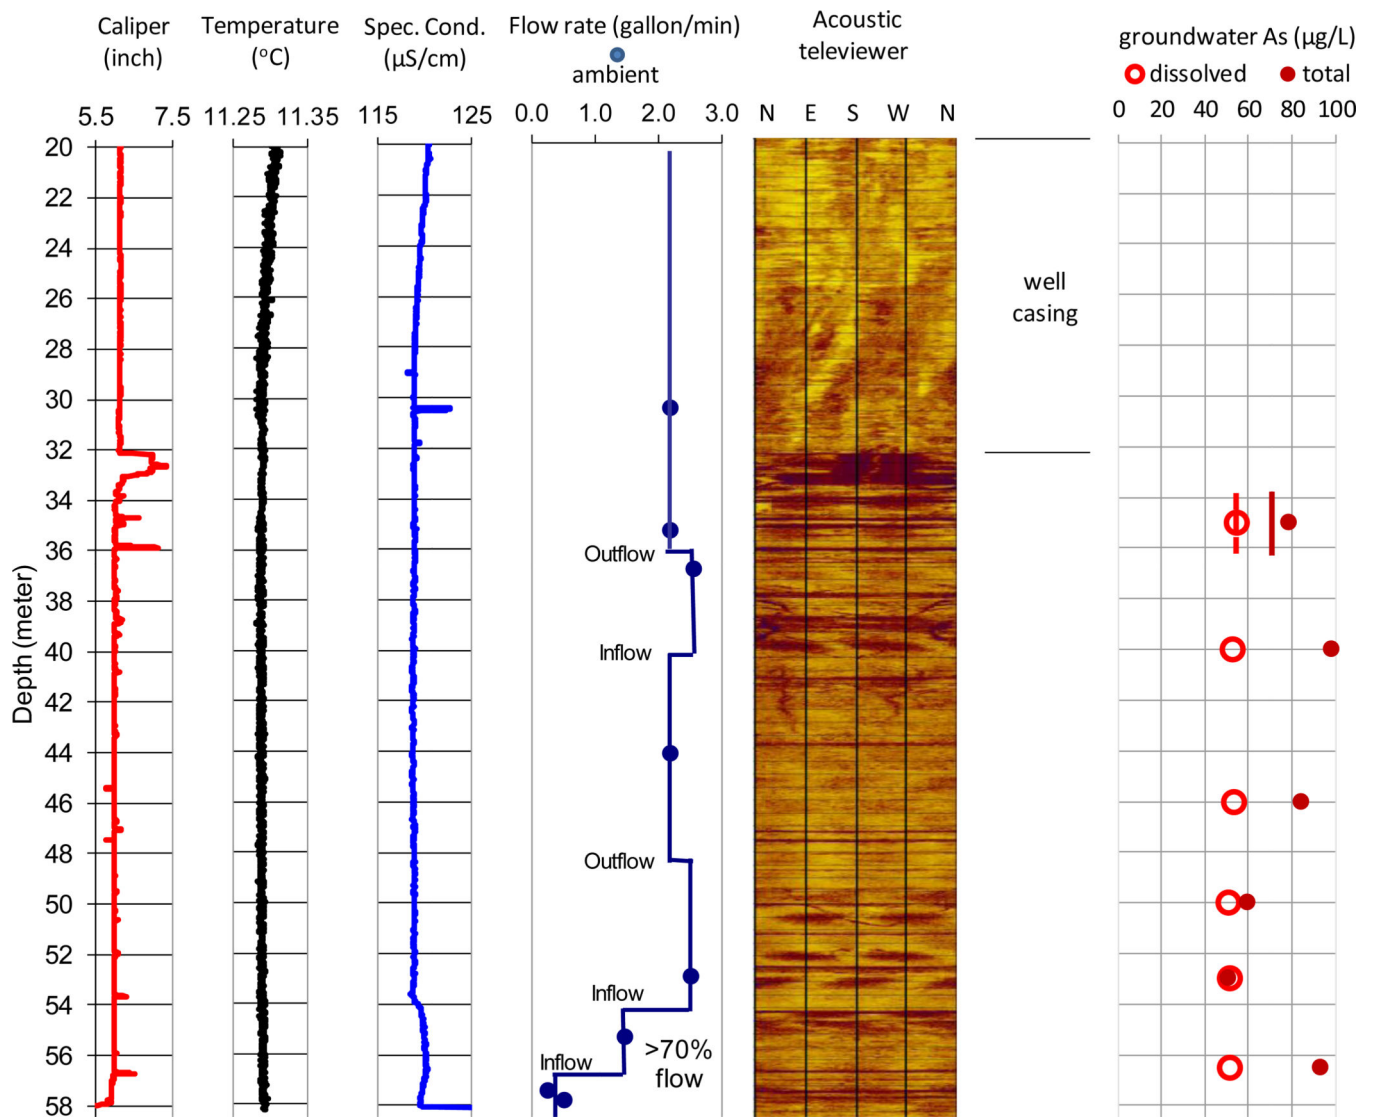 Caliper
(inch)
Temperature
(°C)
Spec. Cond.
(µS/cm)
Flow rate (gallon/min)
ambient
Acoustic
televiewer
groundwater As (µg/L)
dissolved total
5.5 7.5 11.25 11.35 115 125 0.0 1.0 2.0 3.0 N E S W N 0 20 40 60 80 100
20
22
24
26
28
30
32
34
36
38
40
42
44
46
48
50
52
54
56
58
Depth (meter)
well
casing
Outflow
Inflow
Outflow
Inflow
Inflow
>70%
flow